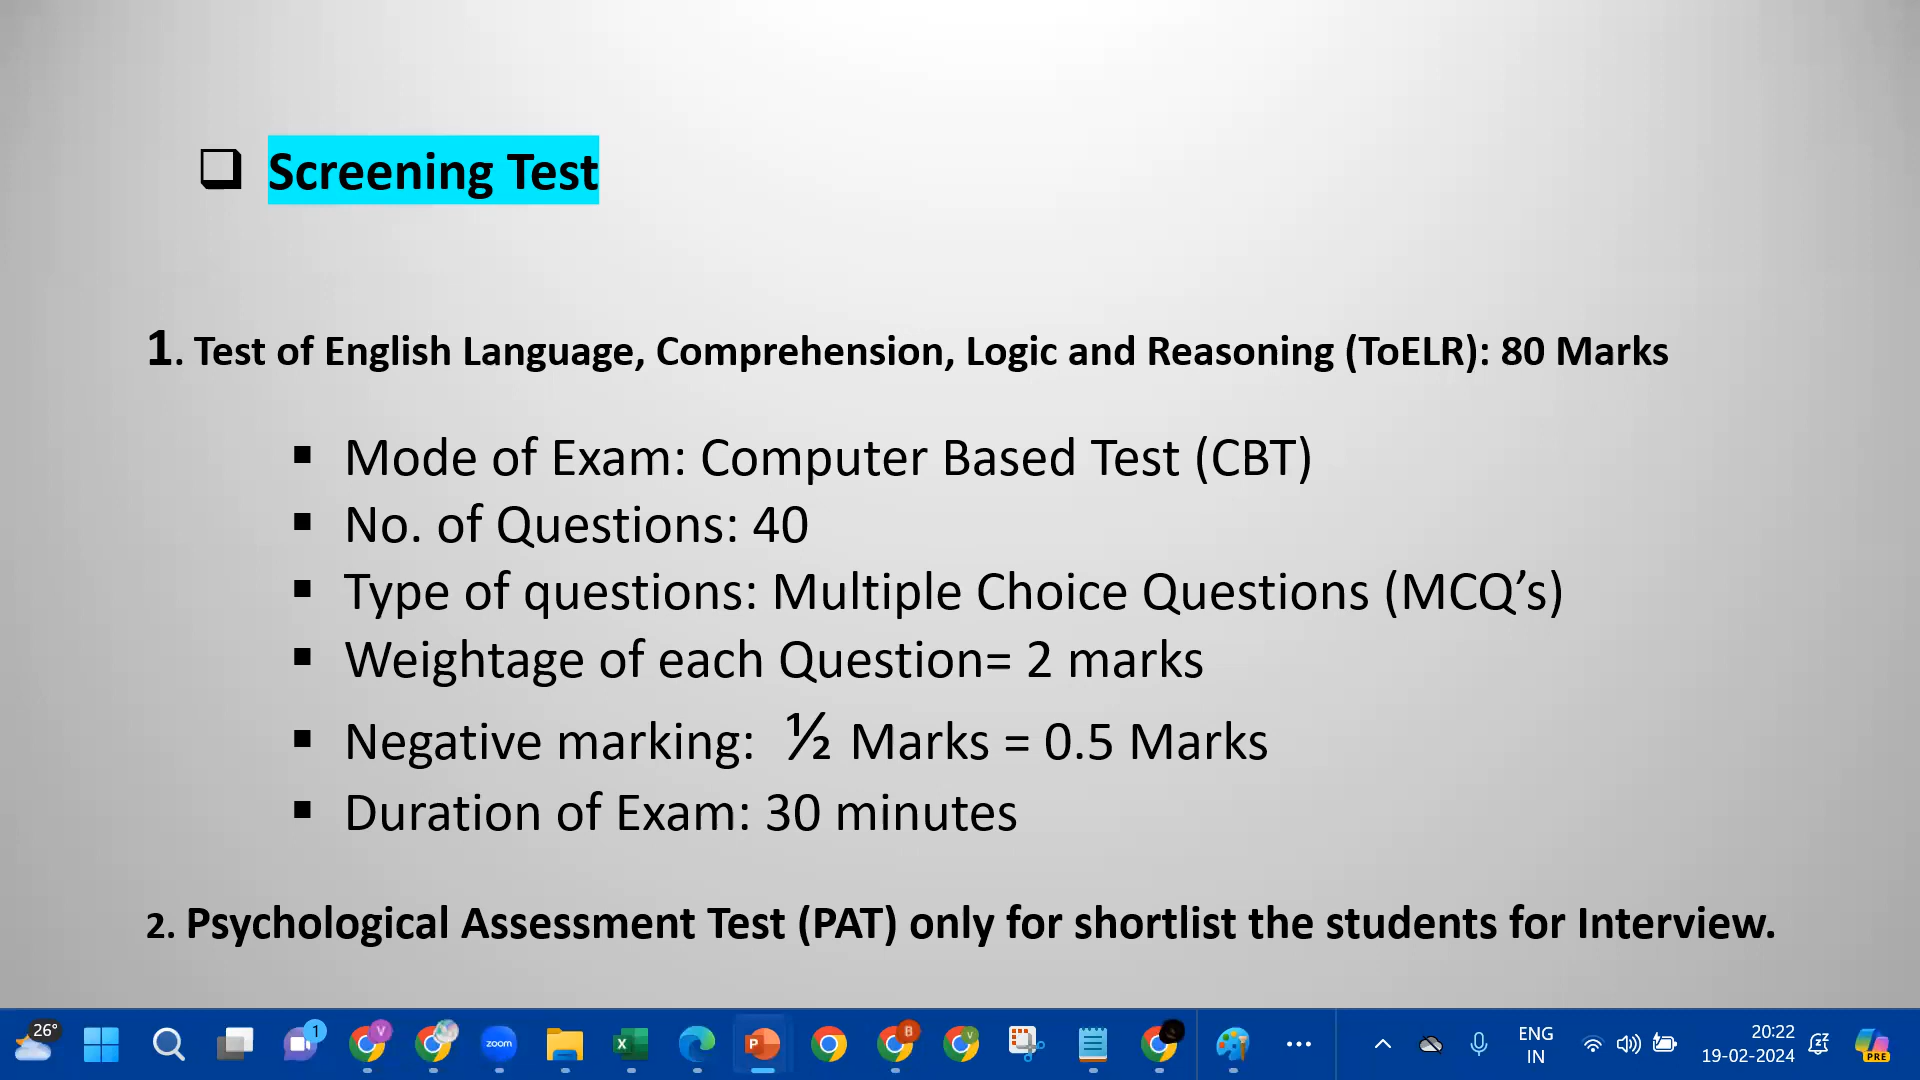 Screening Test
1. Test of English Language, Comprehension, Logic and Reasoning (ToELR): 80 Marks
Mode of Exam: Computer Based Test (CBT)
No. of Questions: 40
Type of questions: Multiple Choice Questions (MCQ’s)
Weightage of each Question= 2 marks
Negative marking: ½ Marks = 0.5 Marks
Duration of Exam: 30 minutes
2. Psychological Assessment Test (PAT) only for shortlist the students for Interview.
26°
1
V
zoom
X
P
B
V
ENG
IN
20:22
19-02-2024
PRE